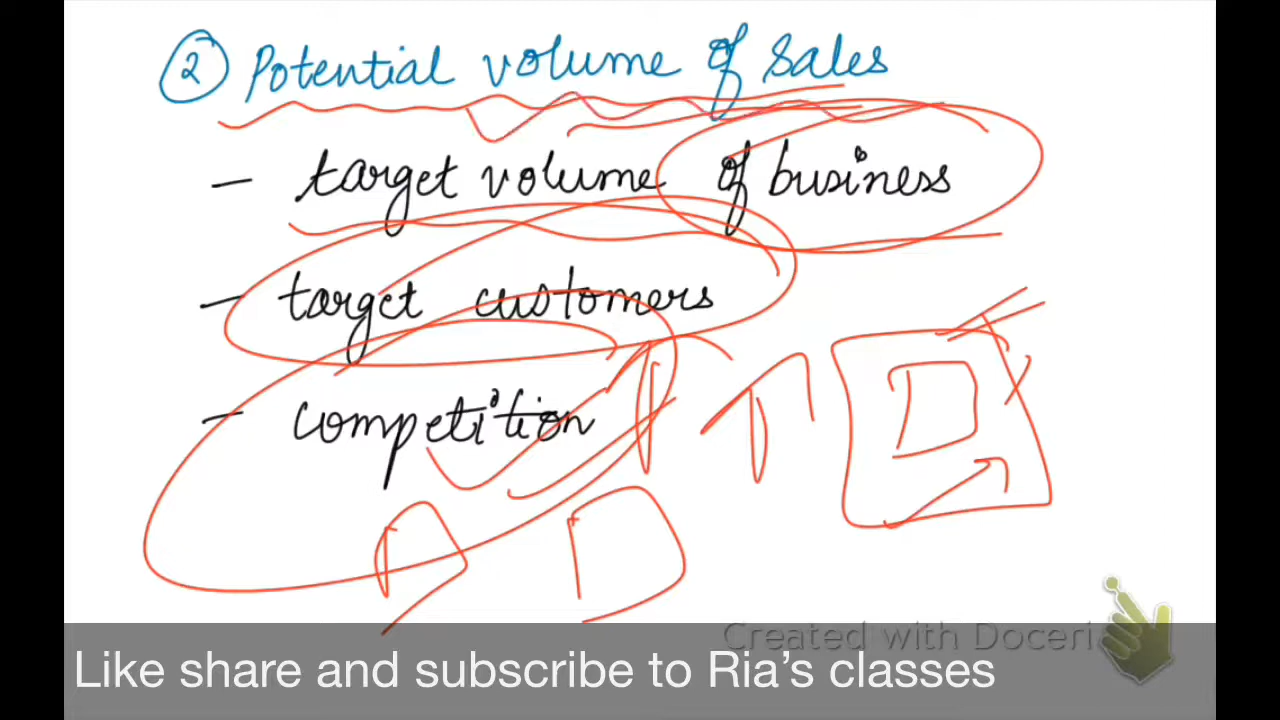 ② Potential volume of sales
- target volume of business
- target customers
- competition
Created with Doceri
Like share and subscribe to Ria's classes